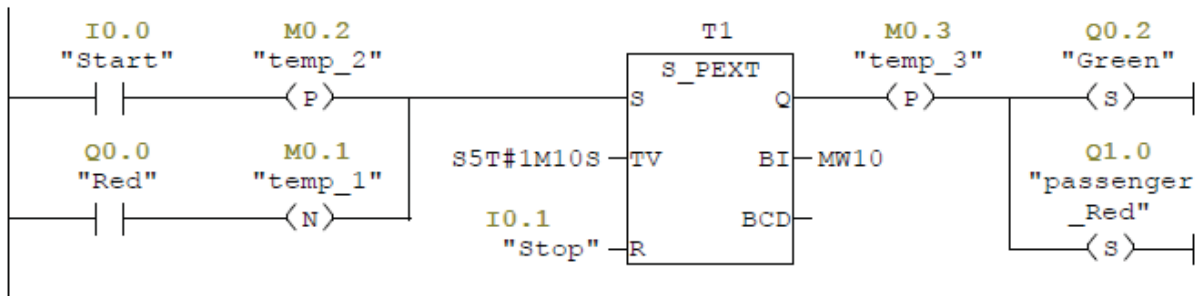 I0.0
"Start"
M0.2
"temp_2"
P
Q0.0
"Red"
M0.1
"temp_1"
N
T1
S_PEXT
S
Q
S5T#1M10S
TV
BI
MW10
I0.1
"Stop"
R
BCD
M0.3
"temp_3"
P
Q0.2
"Green"
S
Q1.0
"passenger
_Red"
S